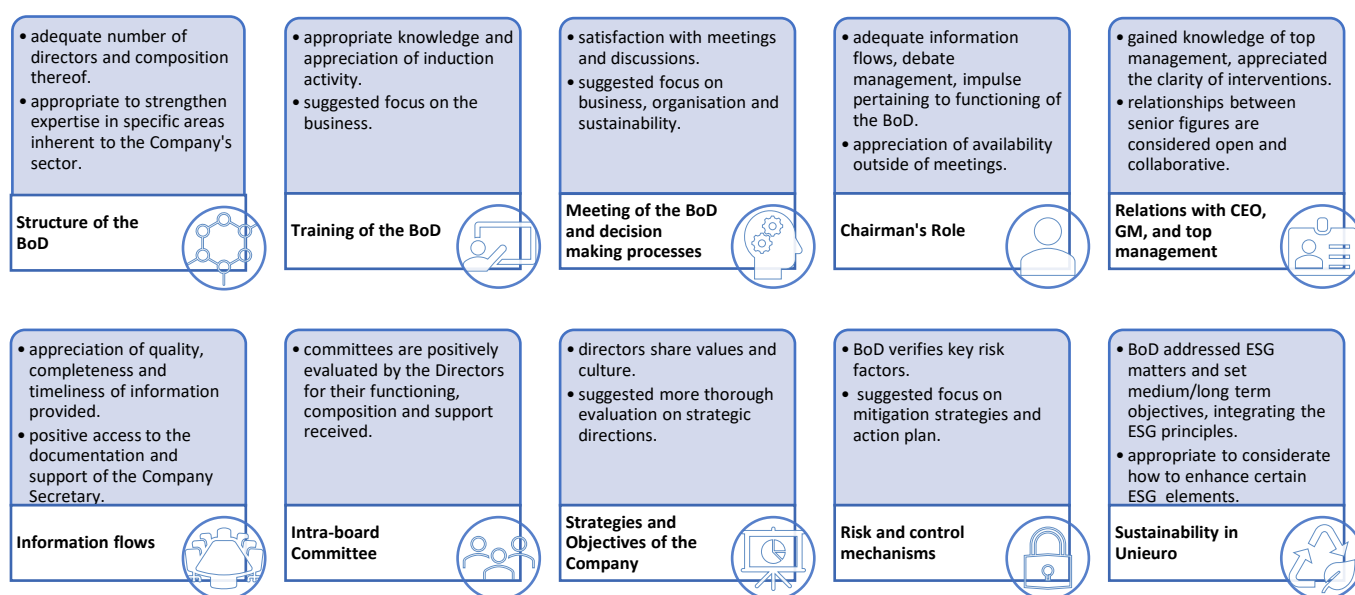 • adequate number of
directors and composition
thereof.
• appropriate to strengthen
expertise in specific areas
inherent to the Company's
sector.
Structure of the
BoD
• appropriate knowledge and
appreciation of induction
activity.
• suggested focus on the
business.
Training of the BoD
• satisfaction with meetings
and discussions.
• suggested focus on
business, organisation and
sustainability.
Meeting of the BoD
and decision
making processes
• adequate information
flows, debate
management, impulse
pertaining to functioning of
the BoD.
• appreciation of availability
outside of meetings.
Chairman's Role
• gained knowledge of top
management, appreciated
the clarity of interventions.
• relationships between
senior figures are
considered open and
collaborative.
Relations with CEO,
GM, and top
management
• appreciation of quality,
completeness and
timeliness of information
provided.
• positive access to the
documentation and
support of the Company
Secretary.
Information flows
• committees are positively
evaluated by the Directors
for their functioning,
composition and support
received.
Intra-board
Committee
• directors share values and
culture.
• suggested more thorough
evaluation on strategic
directions.
Strategies and
Objectives of the
Company
• BoD verifies key risk
factors.
• suggested focus on
mitigation strategies and
action plan.
Risk and control
mechanisms
• BoD addressed ESG
matters and set
medium/long term
objectives, integrating the
ESG principles.
• appropriate to considerate
how to enhance certain
ESG elements.
Sustainability in
Unieuro